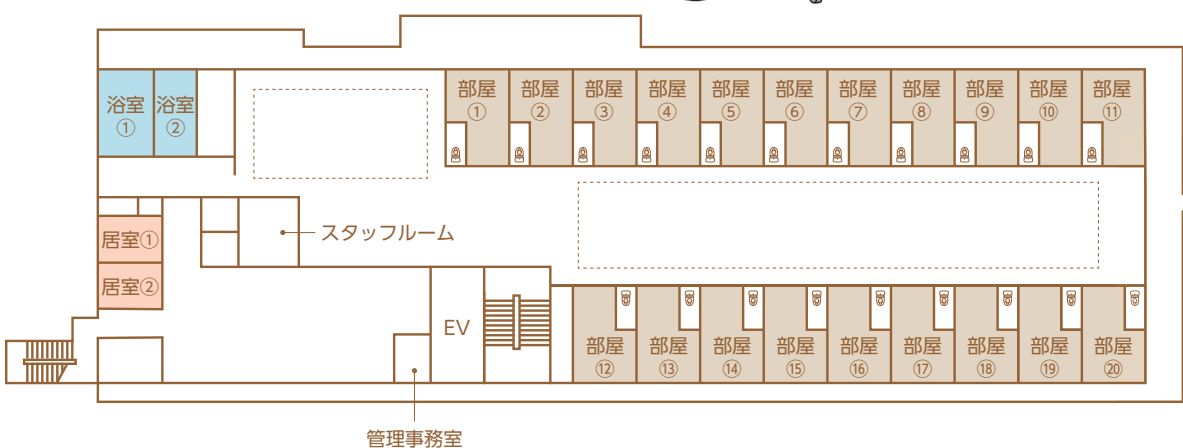 浴室
①
浴室
②
部屋
①
部屋
②
部屋
③
部屋
④
部屋
⑤
部屋
⑥
部屋
⑦
部屋
⑧
部屋
⑨
部屋
⑩
部屋
⑪
居室①
スタッフルーム
居室②
EV
部屋
⑫
部屋
⑬
部屋
⑭
部屋
⑮
部屋
⑯
部屋
⑰
部屋
⑱
部屋
⑲
部屋
⑳
管理事務室